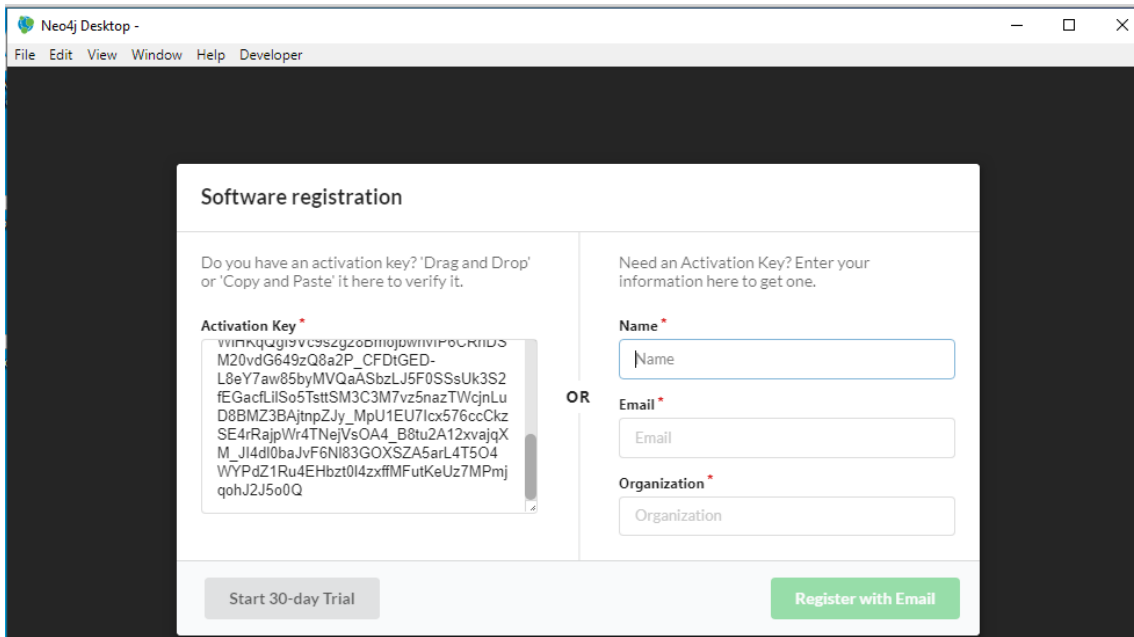 Neo4j Desktop -
File Edit View Window Help Developer
Software registration
Do you have an activation key? 'Drag and Drop'
or 'Copy and Paste' it here to verify it.
Activation Key *
M20vdG649zQ8a2P_CFDtGED-
L8eY7aw85byMVQaASbzLJ5F0SSsUk3S2
fEGacfLilSo5TsttSM3C3M7vz5nazTWcjnLu
D8BMZ3BAjtnpZJy_MpU1EU7Icx576ccCkz
SE4rRajpWr4TNejVsOA4_B8tu2A12xvajqX
M_JI4dl0baJvF6Nl83GOXSZA5arL4T5O4
WYPdZ1Ru4EHbzt0l4zxffMFutKeUz7MPmj
qohJ2J5o0Q
Start 30-day Trial
OR
Need an Activation Key? Enter your
information here to get one.
Name *
Name
Email *
Email
Organization *
Organization
Register with Email